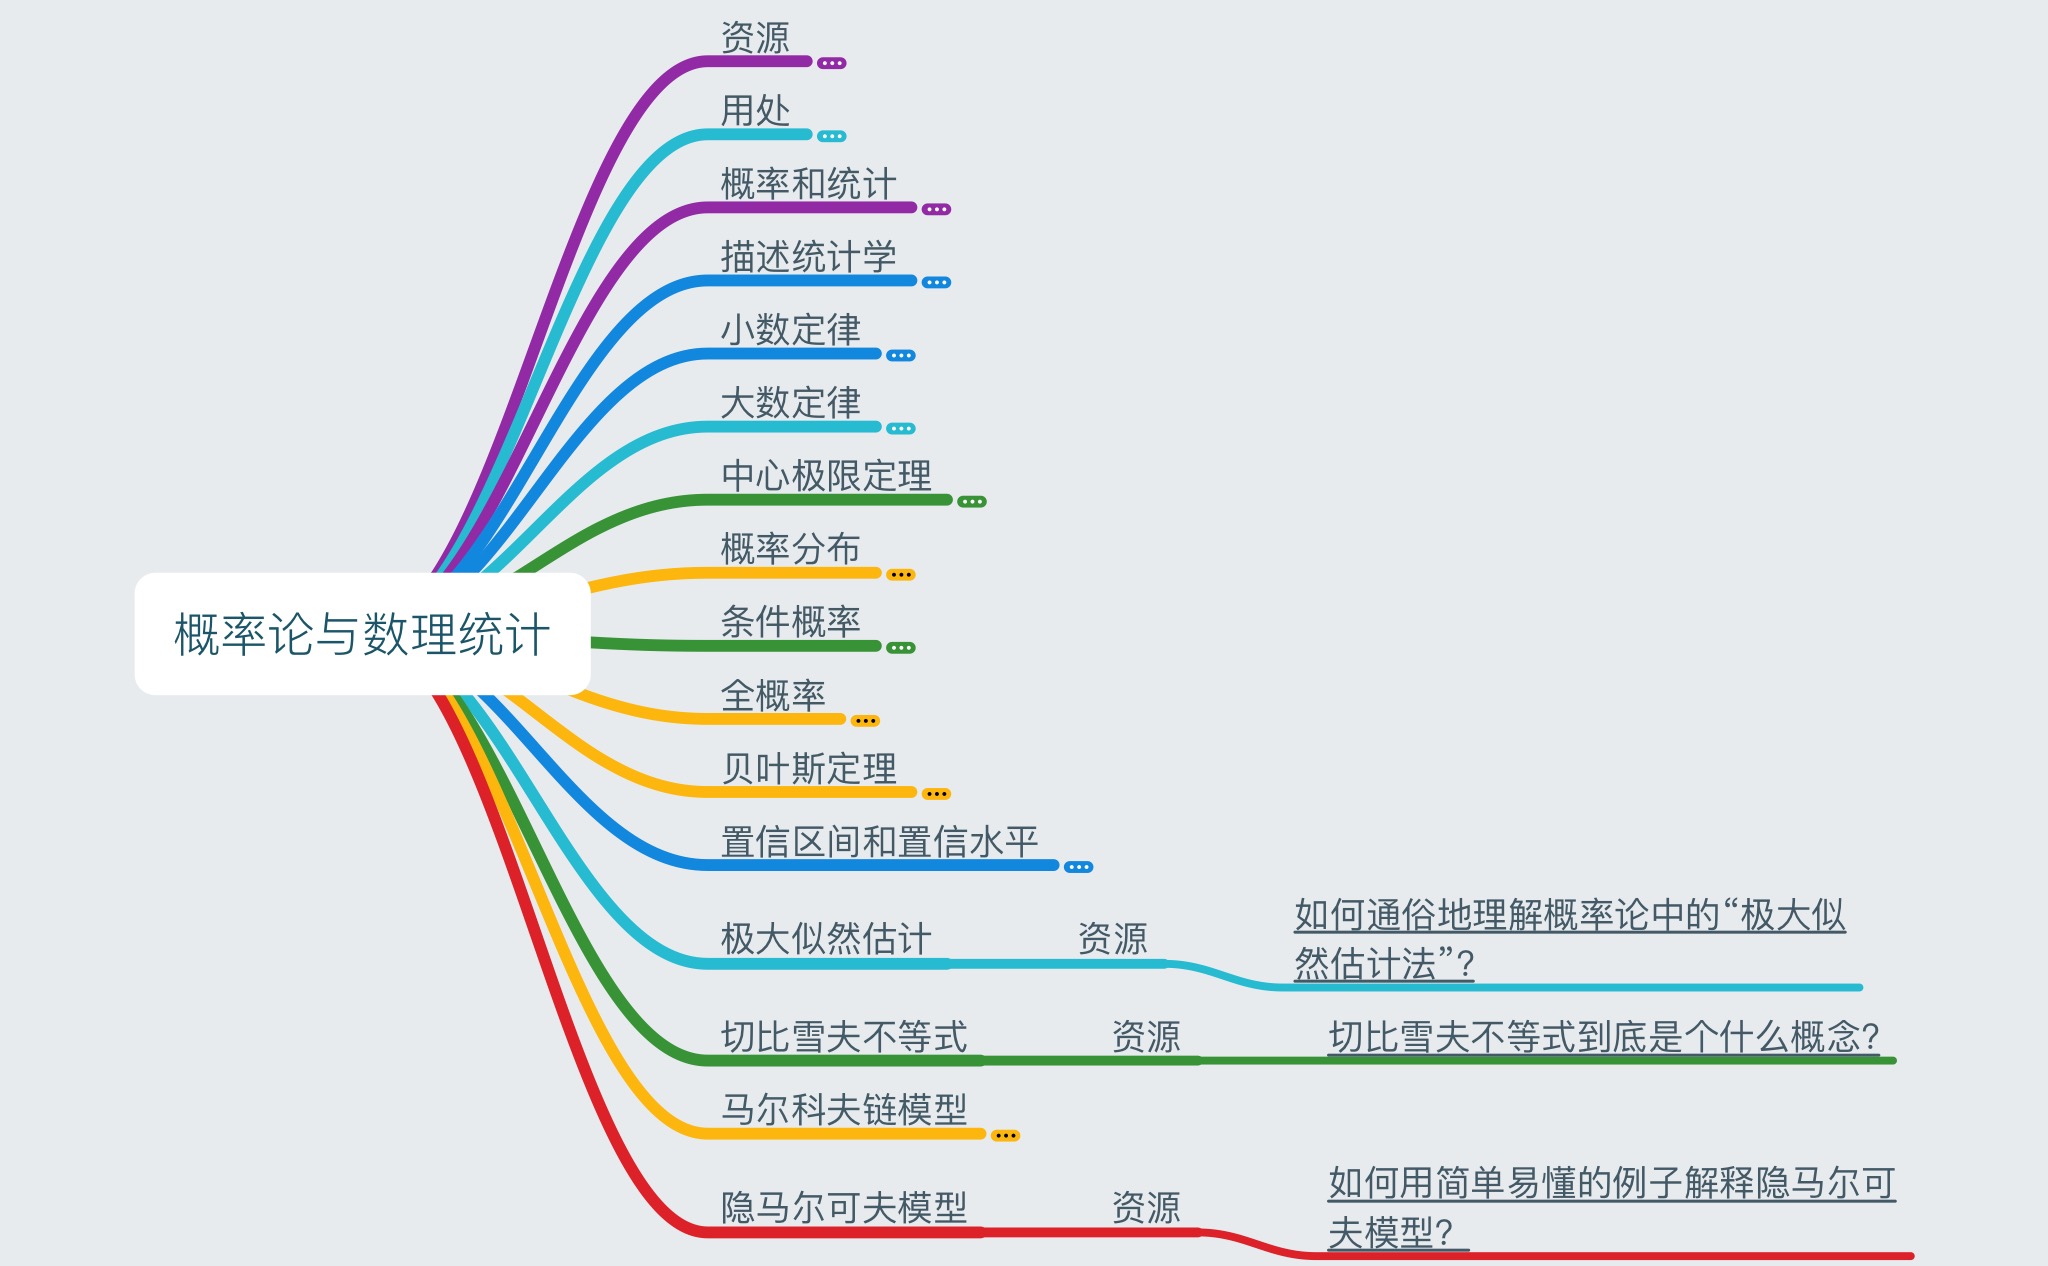 资源
用处
概率和统计
描述统计学
小数定律
大数定律
中心极限定理
概率分布
条件概率
概率论与数理统计
全概率
贝叶斯定理
置信区间和置信水平
极大似然估计
资源
如何通俗地理解概率论中的“极大似
然估计法”?
切比雪夫不等式
资源
切比雪夫不等式到底是个什么概念?
马尔科夫链模型
隐马尔可夫模型
资源
如何用简单易懂的例子解释隐马尔可
夫模型?